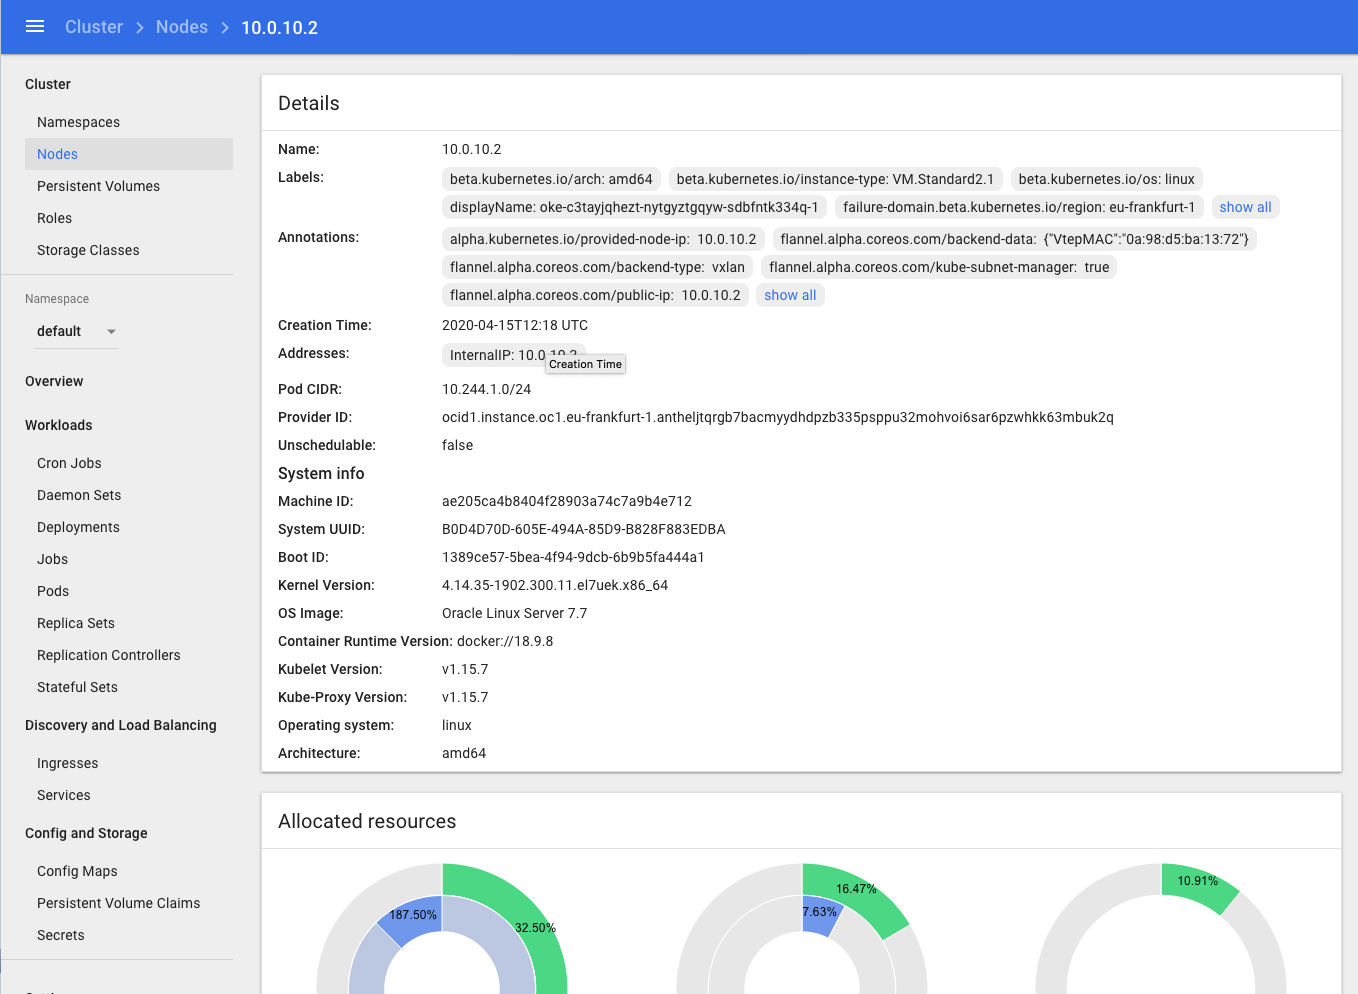 Cluster > Nodes > 10.0.10.2
Cluster
Namespaces
Nodes
Persistent Volumes
Roles
Storage Classes
Namespace
default
Overview
Workloads
Cron Jobs
Daemon Sets
Deployments
Jobs
Pods
Replica Sets
Replication Controllers
Stateful Sets
Discovery and Load Balancing
Ingresses
Services
Config and Storage
Config Maps
Persistent Volume Claims
Secrets
Details
Name: 10.0.10.2
Labels: beta.kubernetes.io/arch: amd64 beta.kubernetes.io/instance-type: VM.Standard2.1 beta.kubernetes.io/os: linux
displayName: oke-c3tayjqhezt-nytgyztgqyw-sdbfntk334q-1 failure-domain.beta.kubernetes.io/region: eu-frankfurt-1 show all
Annotations: alpha.kubernetes.io/provided-node-ip: 10.0.10.2 flannel.alpha.coreos.com/backend-data: {"VtepMAC":"0a:98:d5:ba:13:72"}
flannel.alpha.coreos.com/backend-type: vxlan flannel.alpha.coreos.com/kube-subnet-manager: true
flannel.alpha.coreos.com/public-ip: 10.0.10.2 show all
Creation Time: 2020-04-15T12:18 UTC
Addresses: InternalIP: 10.0.10.2
Creation Time
Pod CIDR: 10.244.1.0/24
Provider ID: ocid1.instance.oc1.eu-frankfurt-1.antheljtqrgb7bacmyydhdpzb335psppu32mohvoi6sar6pzwhkk63mbuk2q
Unschedulable: false
System info
Machine ID: ae205ca4b8404f28903a74c7a9b4e712
System UUID: B0D4D70D-605E-494A-85D9-B828F883EDBA
Boot ID: 1389ce57-5bea-4f94-9dcb-6b9b5fa444a1
Kernel Version: 4.14.35-1902.300.11.el7uek.x86_64
OS Image: Oracle Linux Server 7.7
Container Runtime Version: docker://18.9.8
Kubelet Version: v1.15.7
Kube-Proxy Version: v1.15.7
Operating system: linux
Architecture: amd64
Allocated resources
187.50% 32.50%
16.47% 7.63%
10.91%